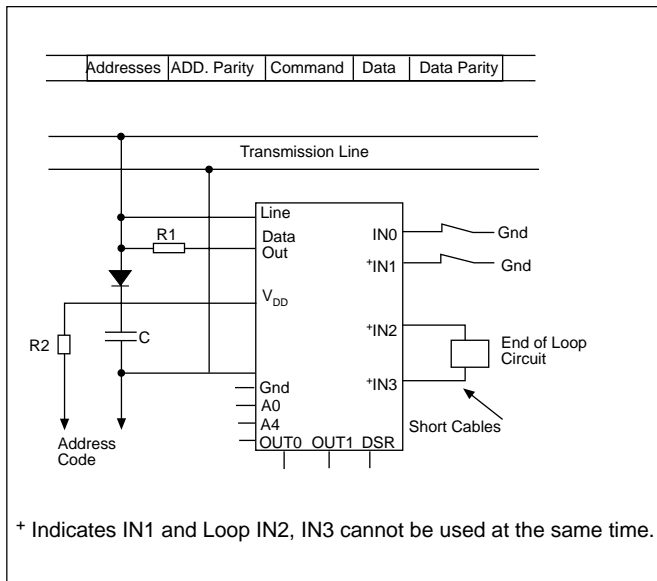 Addresses ADD. Parity Command Data Data Parity
Transmission Line
Line
R1
Data
Out
IN0
Gnd
+IN1
Gnd
VDD
R2
C
+IN2
End of Loop
Circuit
+IN3
Gnd
A0
A4
Short Cables
Address
Code
OUT0 OUT1 DSR
+ Indicates IN1 and Loop IN2, IN3 cannot be used at the same time.